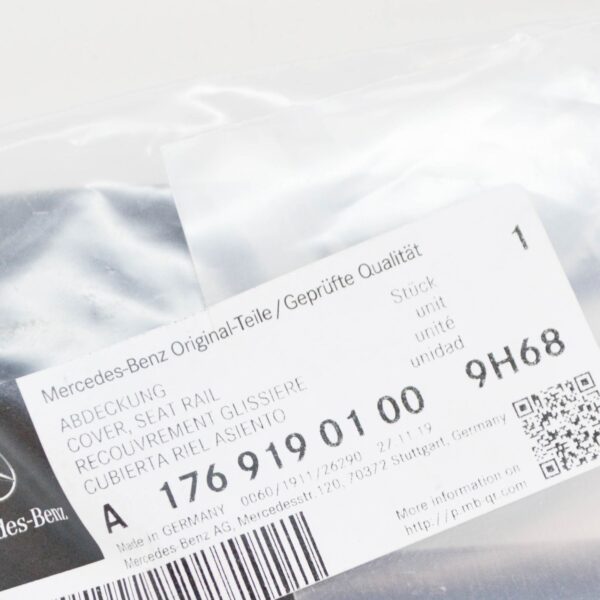 Mercedes-Benz Original-Teile/Geprüfte Qualität
Stück 1
unit
unité
unidad
ABDECKUNG
COVER, SEAT RAIL
RECOUVREMENT GLISSIERE
CUBIERTA RIEL ASIENTO
A 176 919 01 00 9H68
Made in GERMANY 0060/1911/26290 27.11.19
Mercedes-Benz AG, Mercedesstr.120, 70372 Stuttgart, Germany
More information on
http://p.mb-qr.com
des-Benz